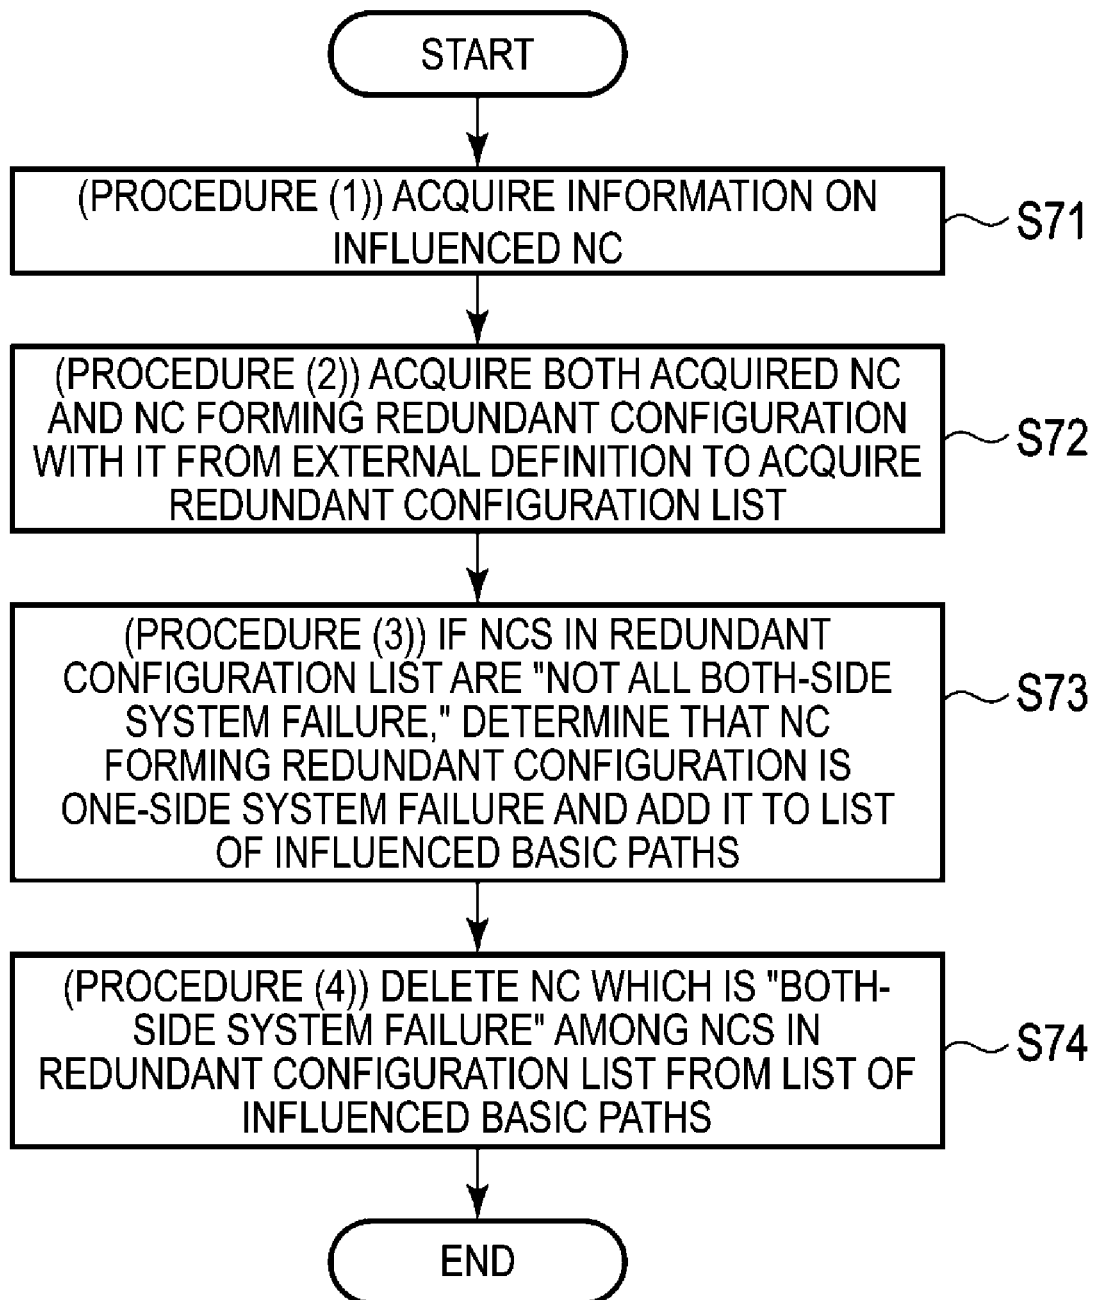 START
(PROCEDURE (1)) ACQUIRE INFORMATION ON
INFLUENCED NC
S71
(PROCEDURE (2)) ACQUIRE BOTH ACQUIRED NC
AND NC FORMING REDUNDANT CONFIGURATION
WITH IT FROM EXTERNAL DEFINITION TO ACQUIRE
REDUNDANT CONFIGURATION LIST
S72
(PROCEDURE (3)) IF NCS IN REDUNDANT
CONFIGURATION LIST ARE "NOT ALL BOTH-SIDE
SYSTEM FAILURE," DETERMINE THAT NC
FORMING REDUNDANT CONFIGURATION IS
ONE-SIDE SYSTEM FAILURE AND ADD IT TO LIST
OF INFLUENCED BASIC PATHS
S73
(PROCEDURE (4)) DELETE NC WHICH IS "BOTH-
SIDE SYSTEM FAILURE" AMONG NCS IN
REDUNDANT CONFIGURATION LIST FROM LIST OF
INFLUENCED BASIC PATHS
S74
END